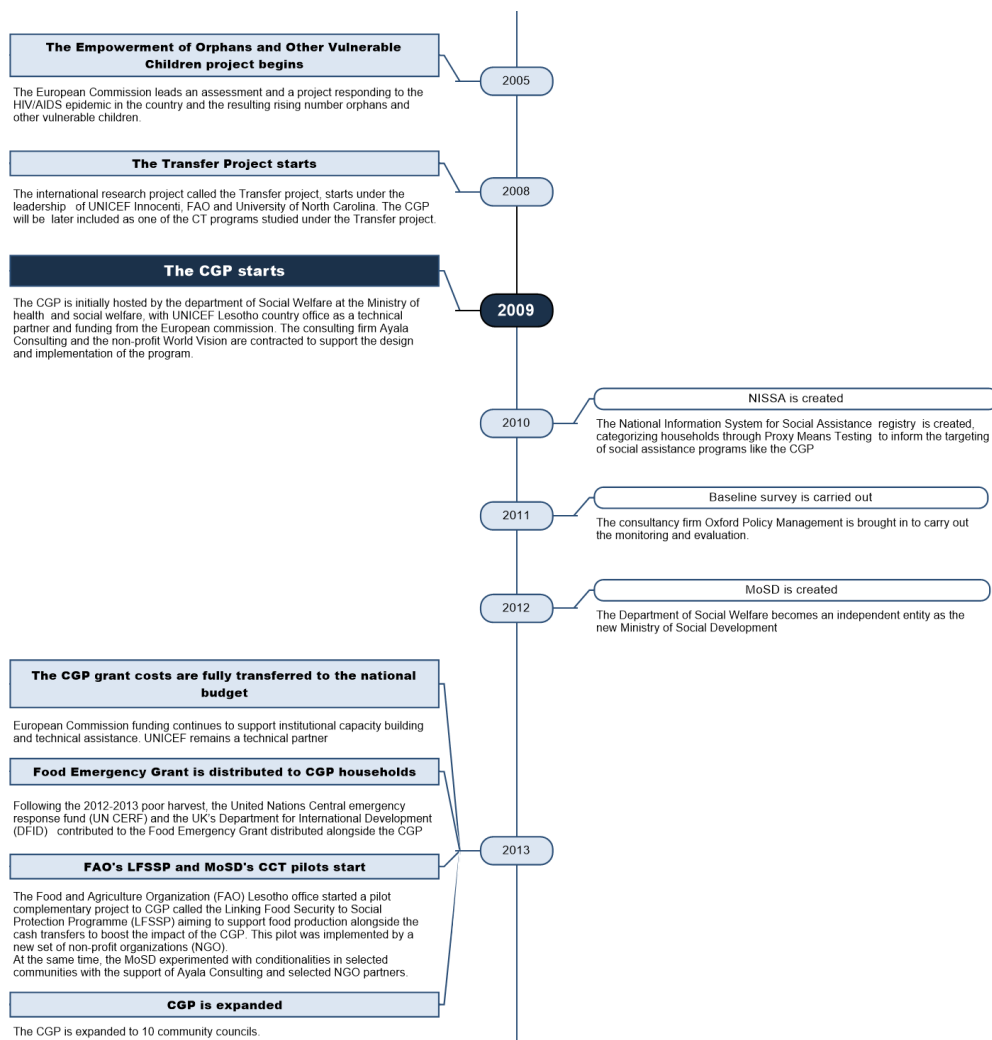 The Empowerment of Orphans and Other Vulnerable
Children project begins
2005
The European Commission leads an assessment and a project responding to the
HIV/AIDS epidemic in the country and the resulting rising number orphans and
other vulnerable children.
The Transfer Project starts
2008
The international research project called the Transfer project, starts under the
leadership of UNICEF Innocenti, FAO and University of North Carolina. The CGP
will be later included as one of the CT programs studied under the Transfer project.
The CGP starts
2009
The CGP is initially hosted by the department of Social Welfare at the Ministry of
health and social welfare, with UNICEF Lesotho country office as a technical
partner and funding from the European commission. The consulting firm Ayala
Consulting and the non-profit World Vision are contracted to support the design
and implementation of the program.
2010
NISSA is created
The National Information System for Social Assistance registry is created,
categorizing households through Proxy Means Testing to inform the targeting
of social assistance programs like the CGP
2011
Baseline survey is carried out
The consultancy firm Oxford Policy Management is brought in to carry out
the monitoring and evaluation.
2012
MoSD is created
The Department of Social Welfare becomes an independent entity as the
new Ministry of Social Development
The CGP grant costs are fully transferred to the national
budget
European Commission funding continues to support institutional capacity building
and technical assistance. UNICEF remains a technical partner
Food Emergency Grant is distributed to CGP households
Following the 2012-2013 poor harvest, the United Nations Central emergency
response fund (UN CERF) and the UK's Department for International Development
(DFID) contributed to the Food Emergency Grant distributed alongside the CGP
2013
FAO's LFSSP and MoSD's CCT pilots start
The Food and Agriculture Organization (FAO) Lesotho office started a pilot
complementary project to CGP called the Linking Food Security to Social
Protection Programme (LFSSP) aiming to support food production alongside the
cash transfers to boost the impact of the CGP. This pilot was implemented by a
new set of non-profit organizations (NGO).
At the same time, the MoSD experimented with conditionalities in selected
communities with the support of Ayala Consulting and selected NGO partners.
CGP is expanded
The CGP is expanded to 10 community councils.